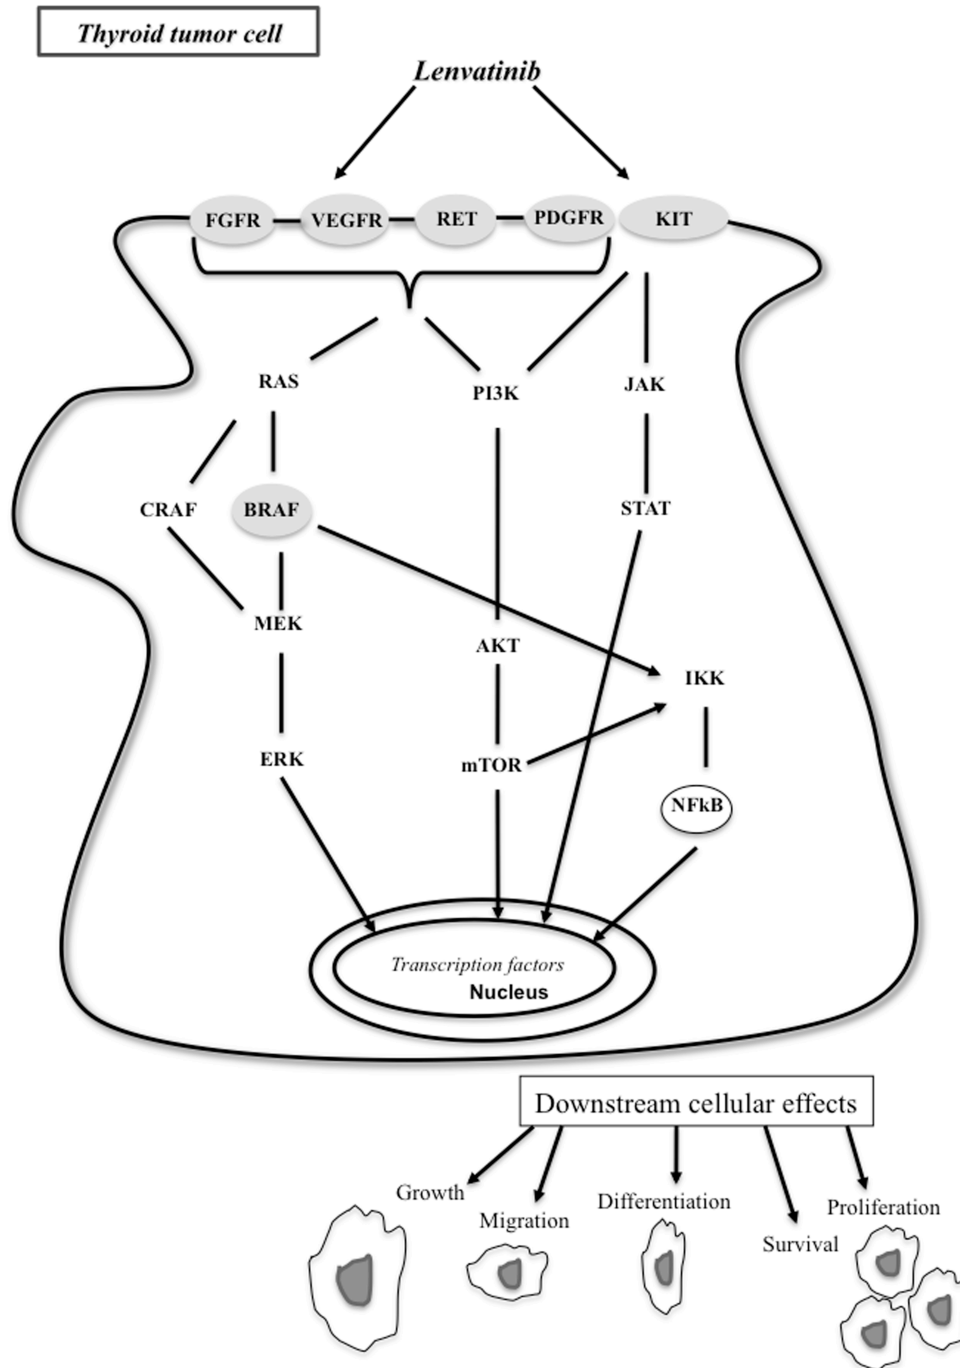 Thyroid tumor cell
Lenvatinib
FGFR
VEGFR
RET
PDGFR
KIT
RAS
PI3K
JAK
CRAF
BRAF
STAT
MEK
AKT
IKK
ERK
mTOR
NFkB
Transcription factors
Nucleus
Downstream cellular effects
Growth
Migration
Differentiation
Survival
Proliferation